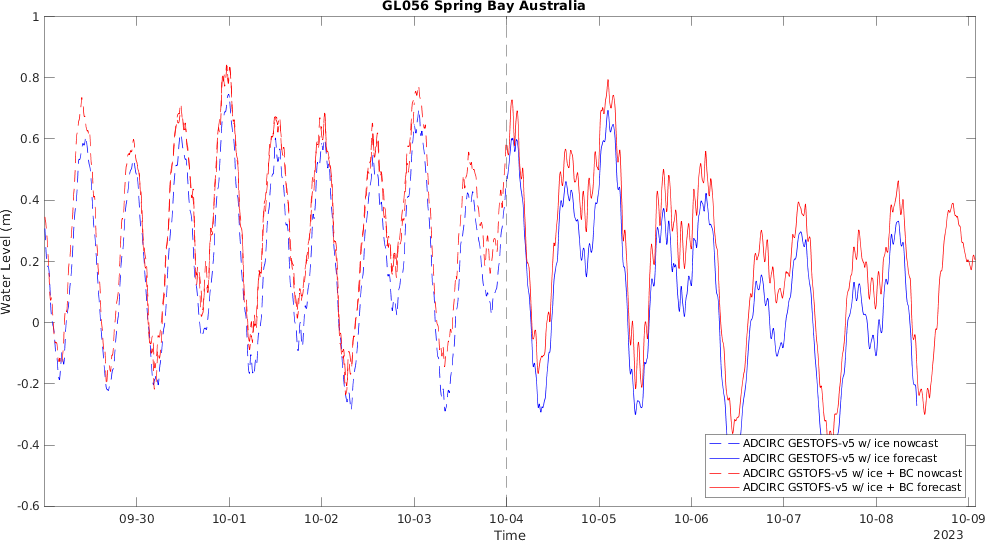 GL056 Spring Bay Australia
1
0.8
0.6
0.4
0.2
0
-0.2
-0.4
-0.6
Water Level (m)
ADCIRC GESTOFS-v5 w/ ice nowcast
ADCIRC GESTOFS-v5 w/ ice forecast
ADCIRC GSTOFS-v5 w/ ice + BC nowcast
ADCIRC GSTOFS-v5 w/ ice + BC forecast
09-30 10-01 10-02 10-03 10-04 10-05 10-06 10-07 10-08 10-09
Time
2023